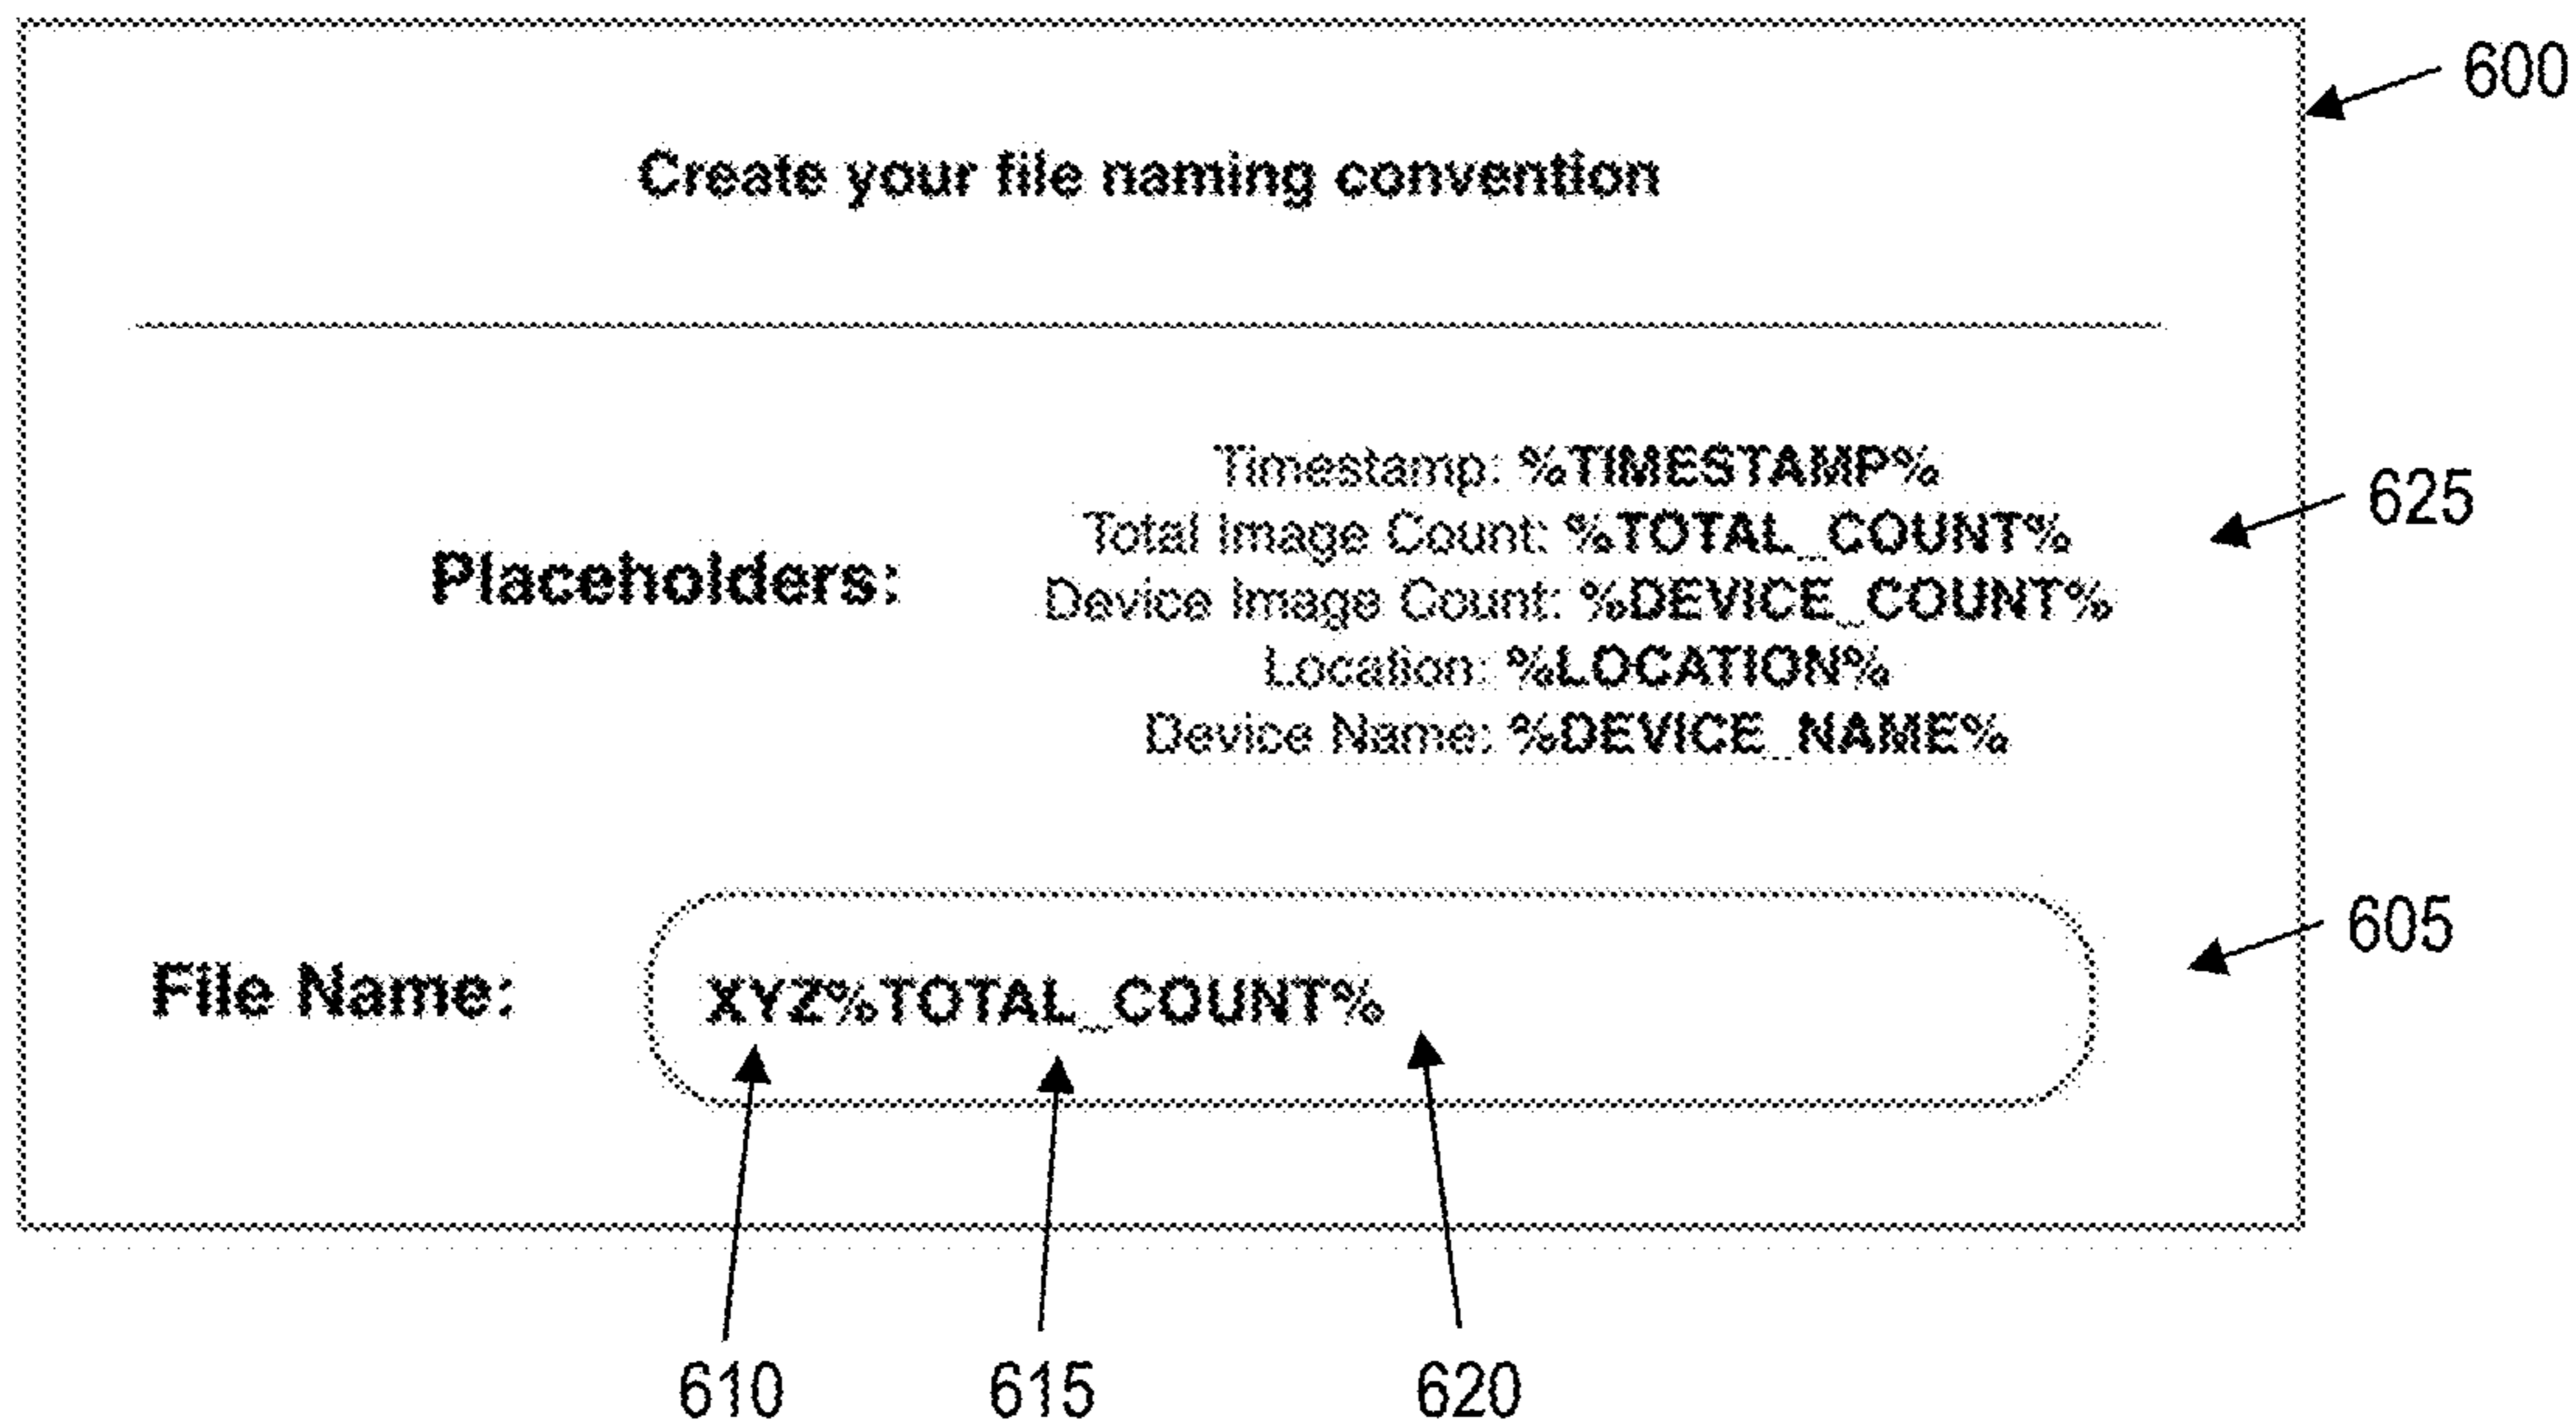 600
Create your file naming convention
Timestamp: %TIMESTAMP%
625
Total Image Count: %TOTAL_COUNT%
Placeholders:
Device Image Count: %DEVICE_COUNT%
Location: %LOCATION%
Device Name: %DEVICE_NAME%
605
File Name: XYZ%TOTAL_COUNT%
610 615 620